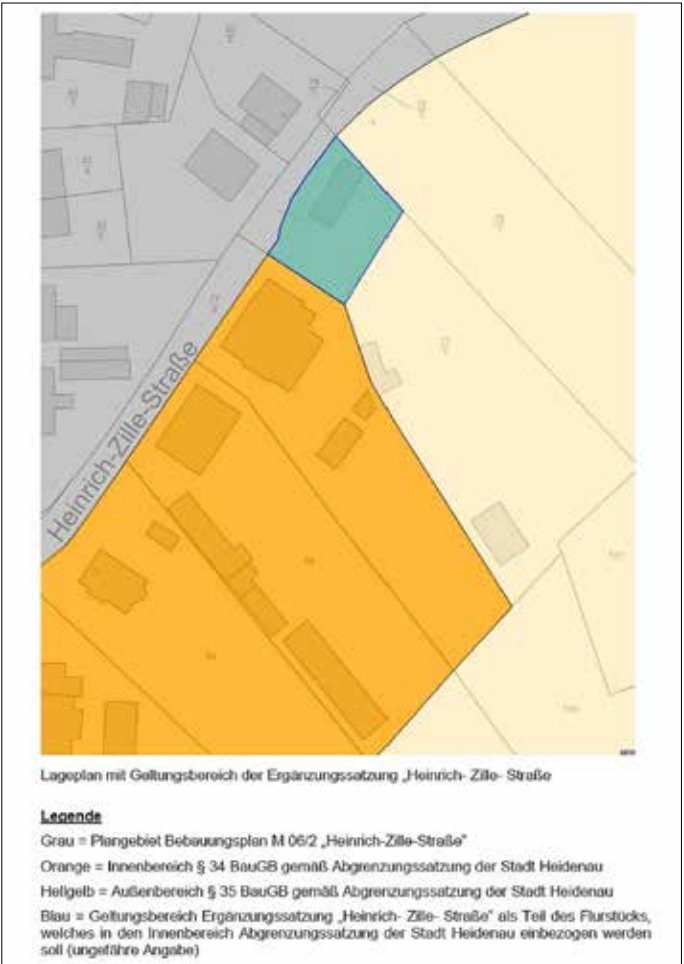 Heinrich-Zille-Straße
Lageplan mit Geltungsbereich der Ergänzungssatzung „Heinrich- Zille- Straße
Legende
Grau = Plangebiet Bebauungsplan M 06/2 „Heinrich-Zille-Straße"
Orange = Innenbereich § 34 BauGB gemäß Abgrenzungssatzung der Stadt Heidenau
Hellgelb = Außenbereich § 35 BauGB gemäß Abgrenzungssatzung der Stadt Heidenau
Blau = Geltungsbereich Ergänzungssatzung „Heinrich- Zille- Straße" als Teil des Flurstücks,
welches in den Innenbereich Abgrenzungssatzung der Stadt Heidenau einbezogen werden
soll (ungefähre Angabe)